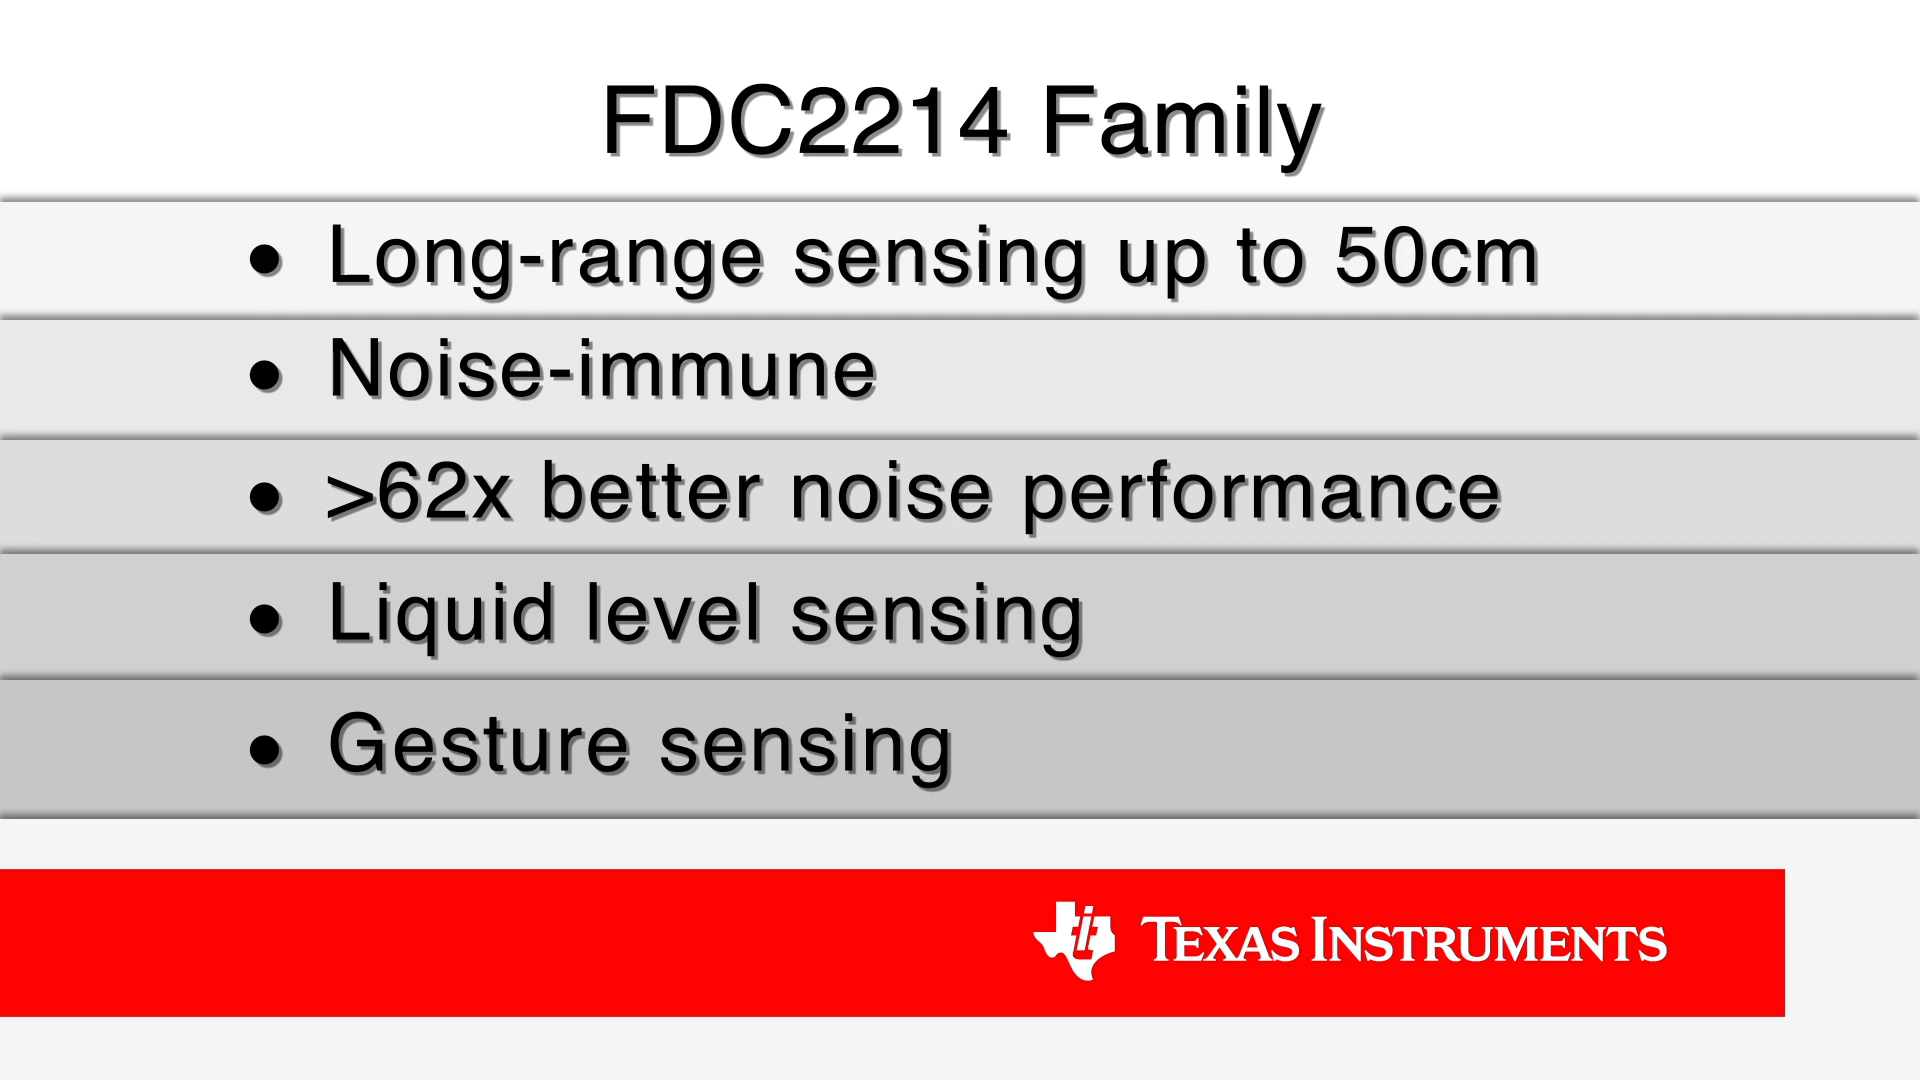 FDC2214 Family
• Long-range sensing up to 50cm
• Noise-immune
• >62x better noise performance
• Liquid level sensing
• Gesture sensing
TEXAS INSTRUMENTS